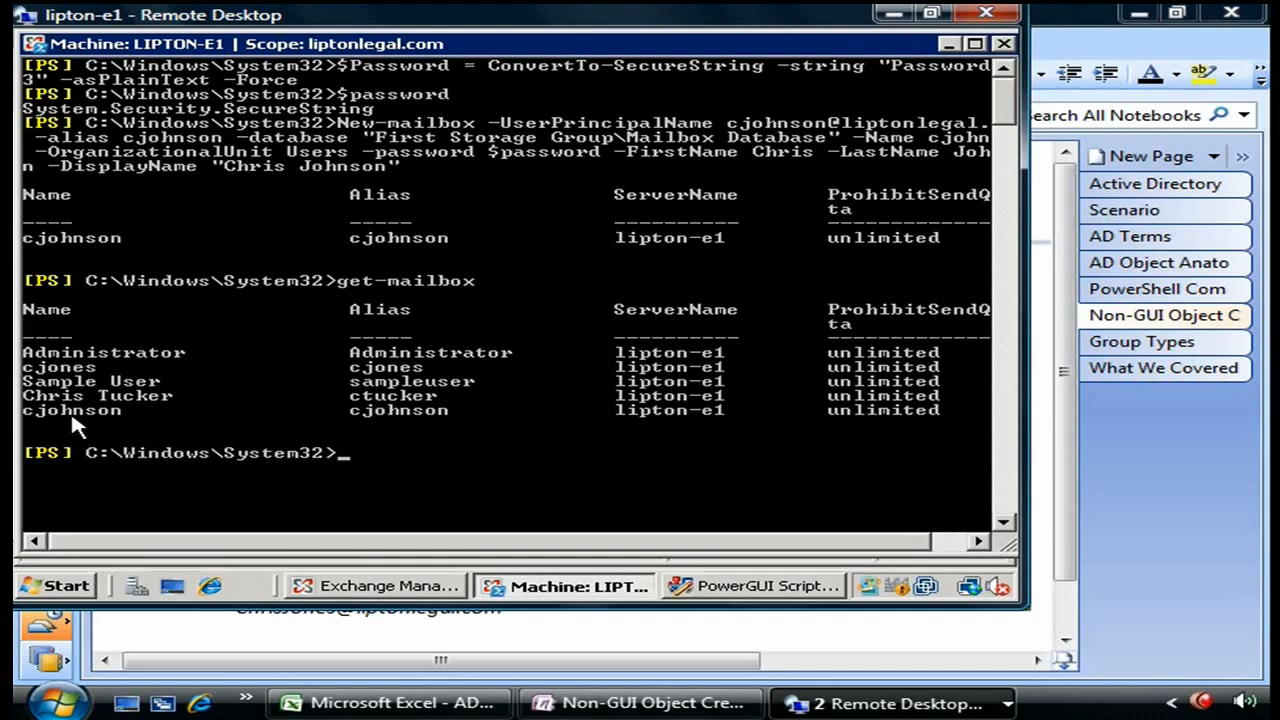 lipton-e1 - Remote Desktop
Machine: LIPTON-E1 | Scope: liptonlegal.com
[PS] C:\Windows\System32>$Password = ConvertTo-SecureString -string "Password
3" -asPlainText -Force
[PS] C:\Windows\System32>$password
System.Security.SecureString
[PS] C:\Windows\System32>New-mailbox -UserPrincipalName cjohnson@liptonlegal.
-alias cjohnson -database "First Storage Group\Mailbox Database" -Name cjohn
-OrganizationalUnit Users -password $password -FirstName Chris -LastName Joh
n -DisplayName "Chris Johnson"
Name Alias ServerName ProhibitSendQ
ta
---- ----- ---------- -------------
cjohnson cjohnson lipton-e1 unlimited
[PS] C:\Windows\System32>get-mailbox
Name Alias ServerName ProhibitSendQ
ta
---- ----- ---------- -------------
Administrator Administrator lipton-e1 unlimited
cjones cjones lipton-e1 unlimited
Sample User sampleuser lipton-e1 unlimited
Chris Tucker ctucker lipton-e1 unlimited
cjohnson cjohnson lipton-e1 unlimited
[PS] C:\Windows\System32>_
Start
Exchange Mana...
Machine: LIPT...
PowerGUI Script...
Search All Notebooks
New Page
Active Directory
Scenario
AD Terms
AD Object Anato
PowerShell Com
Non-GUI Object C
Group Types
What We Covered
Microsoft Excel - AD...
Non-GUI Object Cre...
2 Remote Desktop...